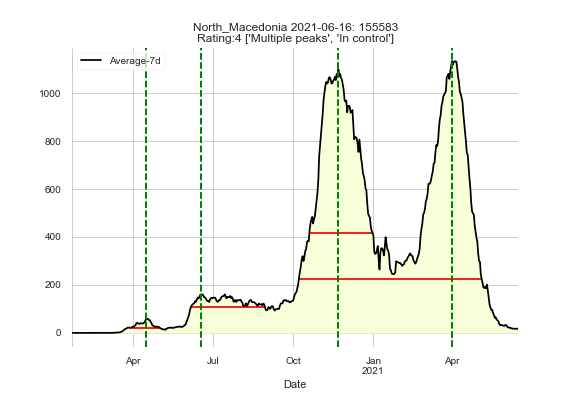 North_Macedonia 2021-06-16: 155583
Rating:4 ['Multiple peaks', 'In control']
Average-7d
1000
800
600
400
200
0
Apr
Jul
Oct
Jan
2021
Apr
Date